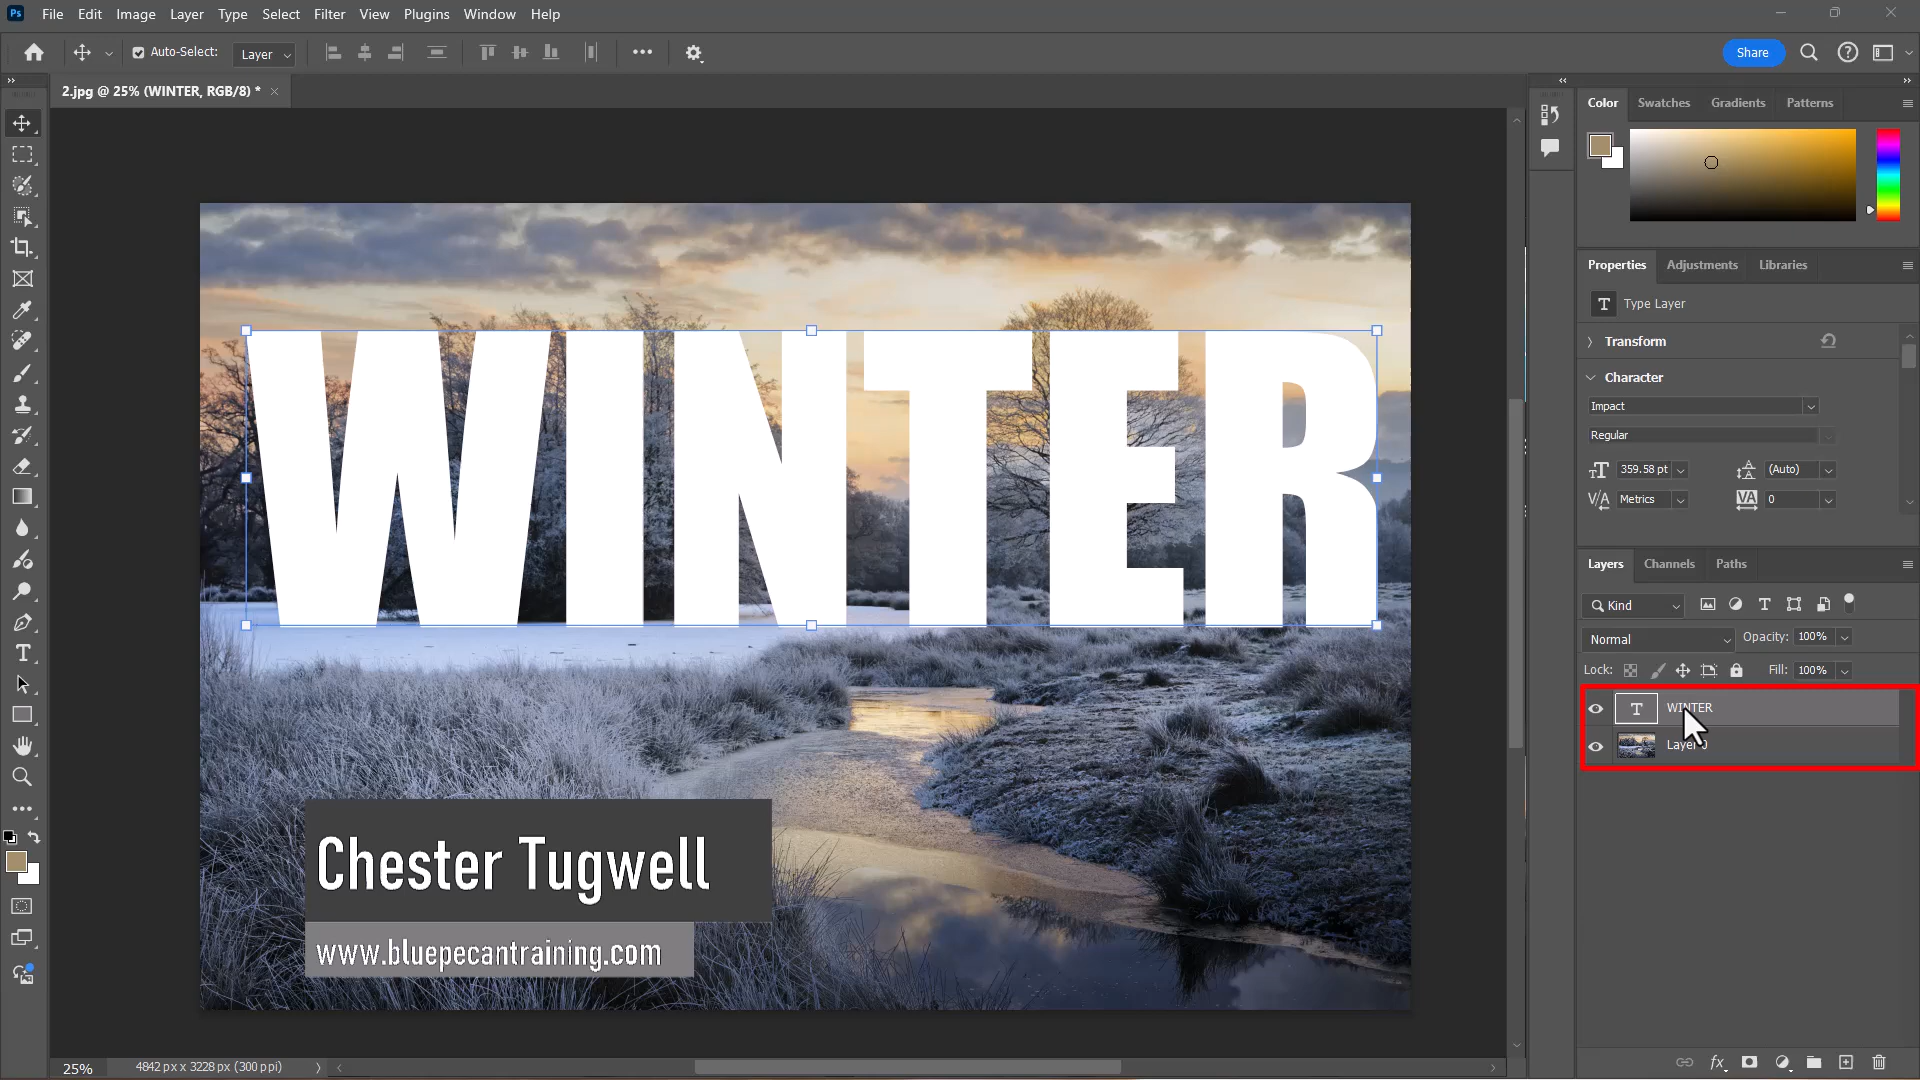 Ps File Edit Image Layer Type Select Filter View Plugins Window Help
Auto-Select: Layer Share
2.jpg @ 25% (WINTER, RGB/8) *
Color Swatches Gradients Patterns
Properties Adjustments Libraries
T Type Layer
Transform
Character
Impact
Regular
359.58 pt (Auto)
Metrics 0
WINTER
Layers Channels Paths
Kind
Normal Opacity: 100%
Lock: Fill: 100%
T WINTER
Layer 0
Chester Tugwell
www.bluepecantraining.com
25% 4842 px x 3228 px (300 ppi)